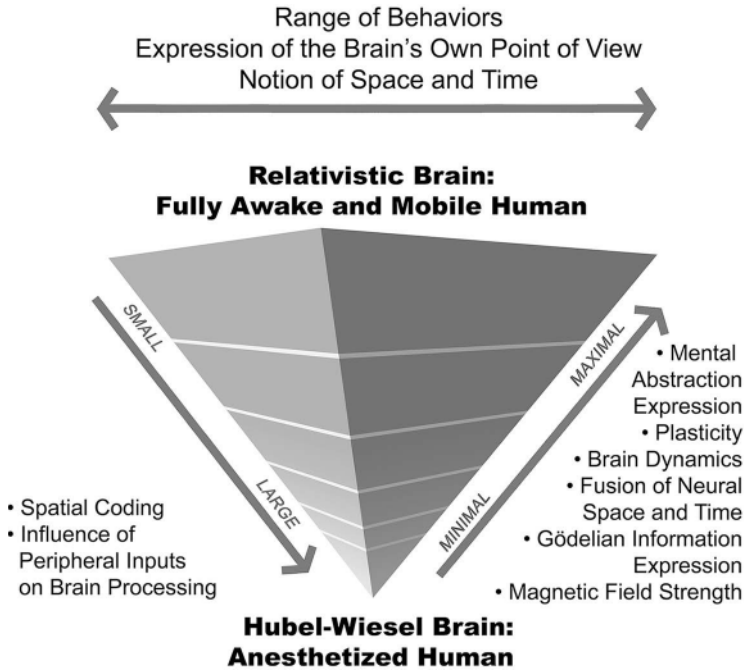 Range of Behaviors
Expression of the Brain's Own Point of View
Notion of Space and Time
Relativistic Brain:
Fully Awake and Mobile Human
SMALL
LARGE
MAXIMAL
MINIMAL
• Spatial Coding
• Influence of
Peripheral Inputs
on Brain Processing
• Mental
Abstraction
Expression
• Plasticity
• Brain Dynamics
• Fusion of Neural
Space and Time
• Gödelian Information
Expression
• Magnetic Field Strength
Hubel-Wiesel Brain:
Anesthetized Human